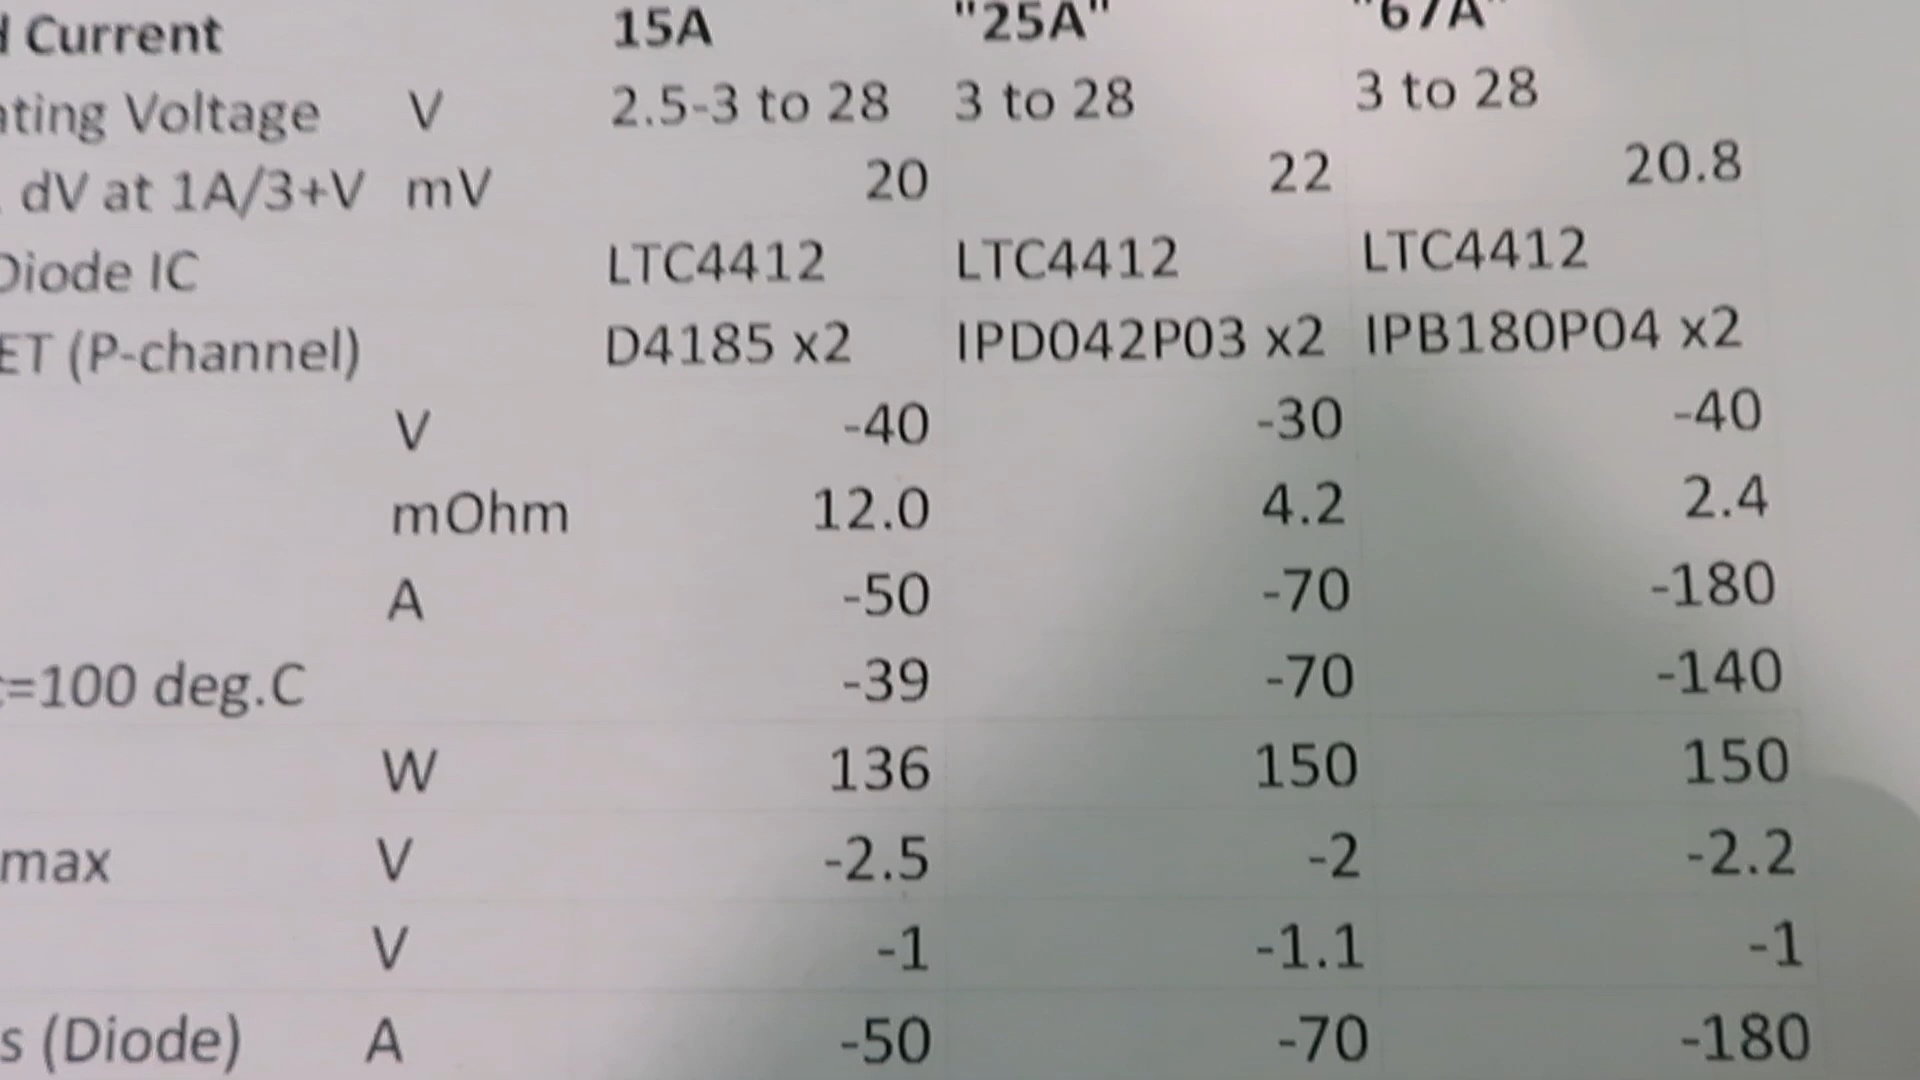 Current 15A "25A" "67A"
ating Voltage V 2.5-3 to 28 3 to 28 3 to 28
dV at 1A/3+V mV 20 22 20.8
Diode IC LTC4412 LTC4412 LTC4412
ET (P-channel) D4185 x2 IPD042P03 x2 IPB180P04 x2
V -40 -30 -40
mOhm 12.0 4.2 2.4
A -50 -70 -180
=100 deg.C -39 -70 -140
W 136 150 150
max V -2.5 -2 -2.2
V -1 -1.1 -1
s (Diode) A -50 -70 -180